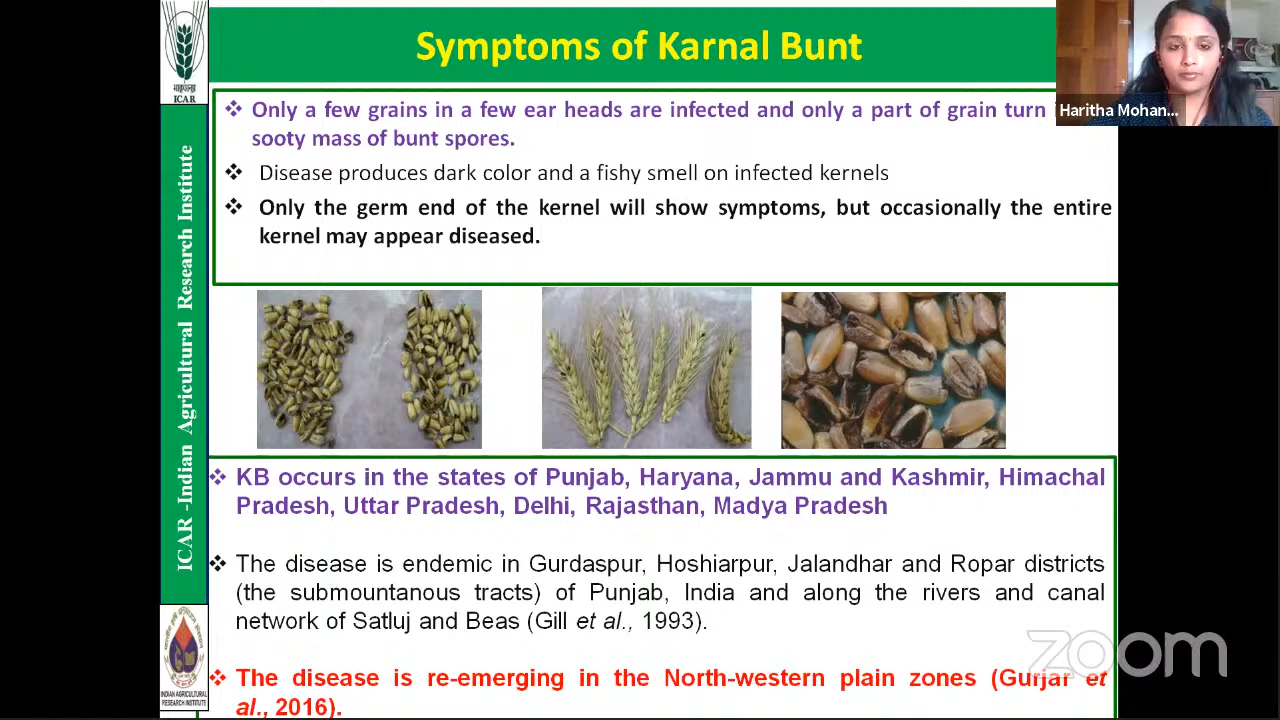 Symptoms of Karnal Bunt
❖ Only a few grains in a few ear heads are infected and only a part of grain turn
sooty mass of bunt spores.
❖ Disease produces dark color and a fishy smell on infected kernels
❖ Only the germ end of the kernel will show symptoms, but occasionally the entire
kernel may appear diseased.
❖ KB occurs in the states of Punjab, Haryana, Jammu and Kashmir, Himachal
Pradesh, Uttar Pradesh, Delhi, Rajasthan, Madya Pradesh
❖ The disease is endemic in Gurdaspur, Hoshiarpur, Jalandhar and Ropar districts
(the submountanous tracts) of Punjab, India and along the rivers and canal
network of Satluj and Beas (Gill et al., 1993).
❖ The disease is re-emerging in the North-western plain zones (Gurjar et
al., 2016).
भाकृअनुप
ICAR
ICAR -Indian Agricultural Research Institute
INDIAN AGRICULTURAL
RESEARCH INSTITUTE
Haritha Mohan...
zoom